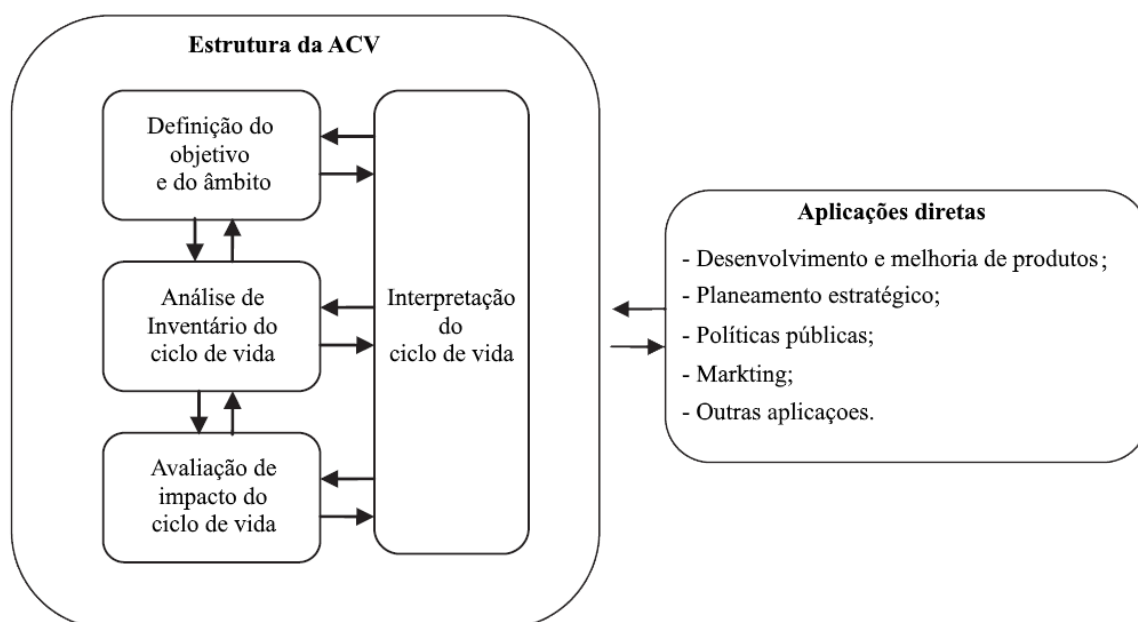 Estrutura da ACV
Definição do
objetivo
e do âmbito
Análise de
Inventário do
ciclo de vida
Avaliação de
impacto do
ciclo de vida
Interpretação
do
ciclo de vida
Aplicações diretas
- Desenvolvimento e melhoria de produtos;
- Planeamento estratégico;
- Políticas públicas;
- Markting;
- Outras aplicaçoes.